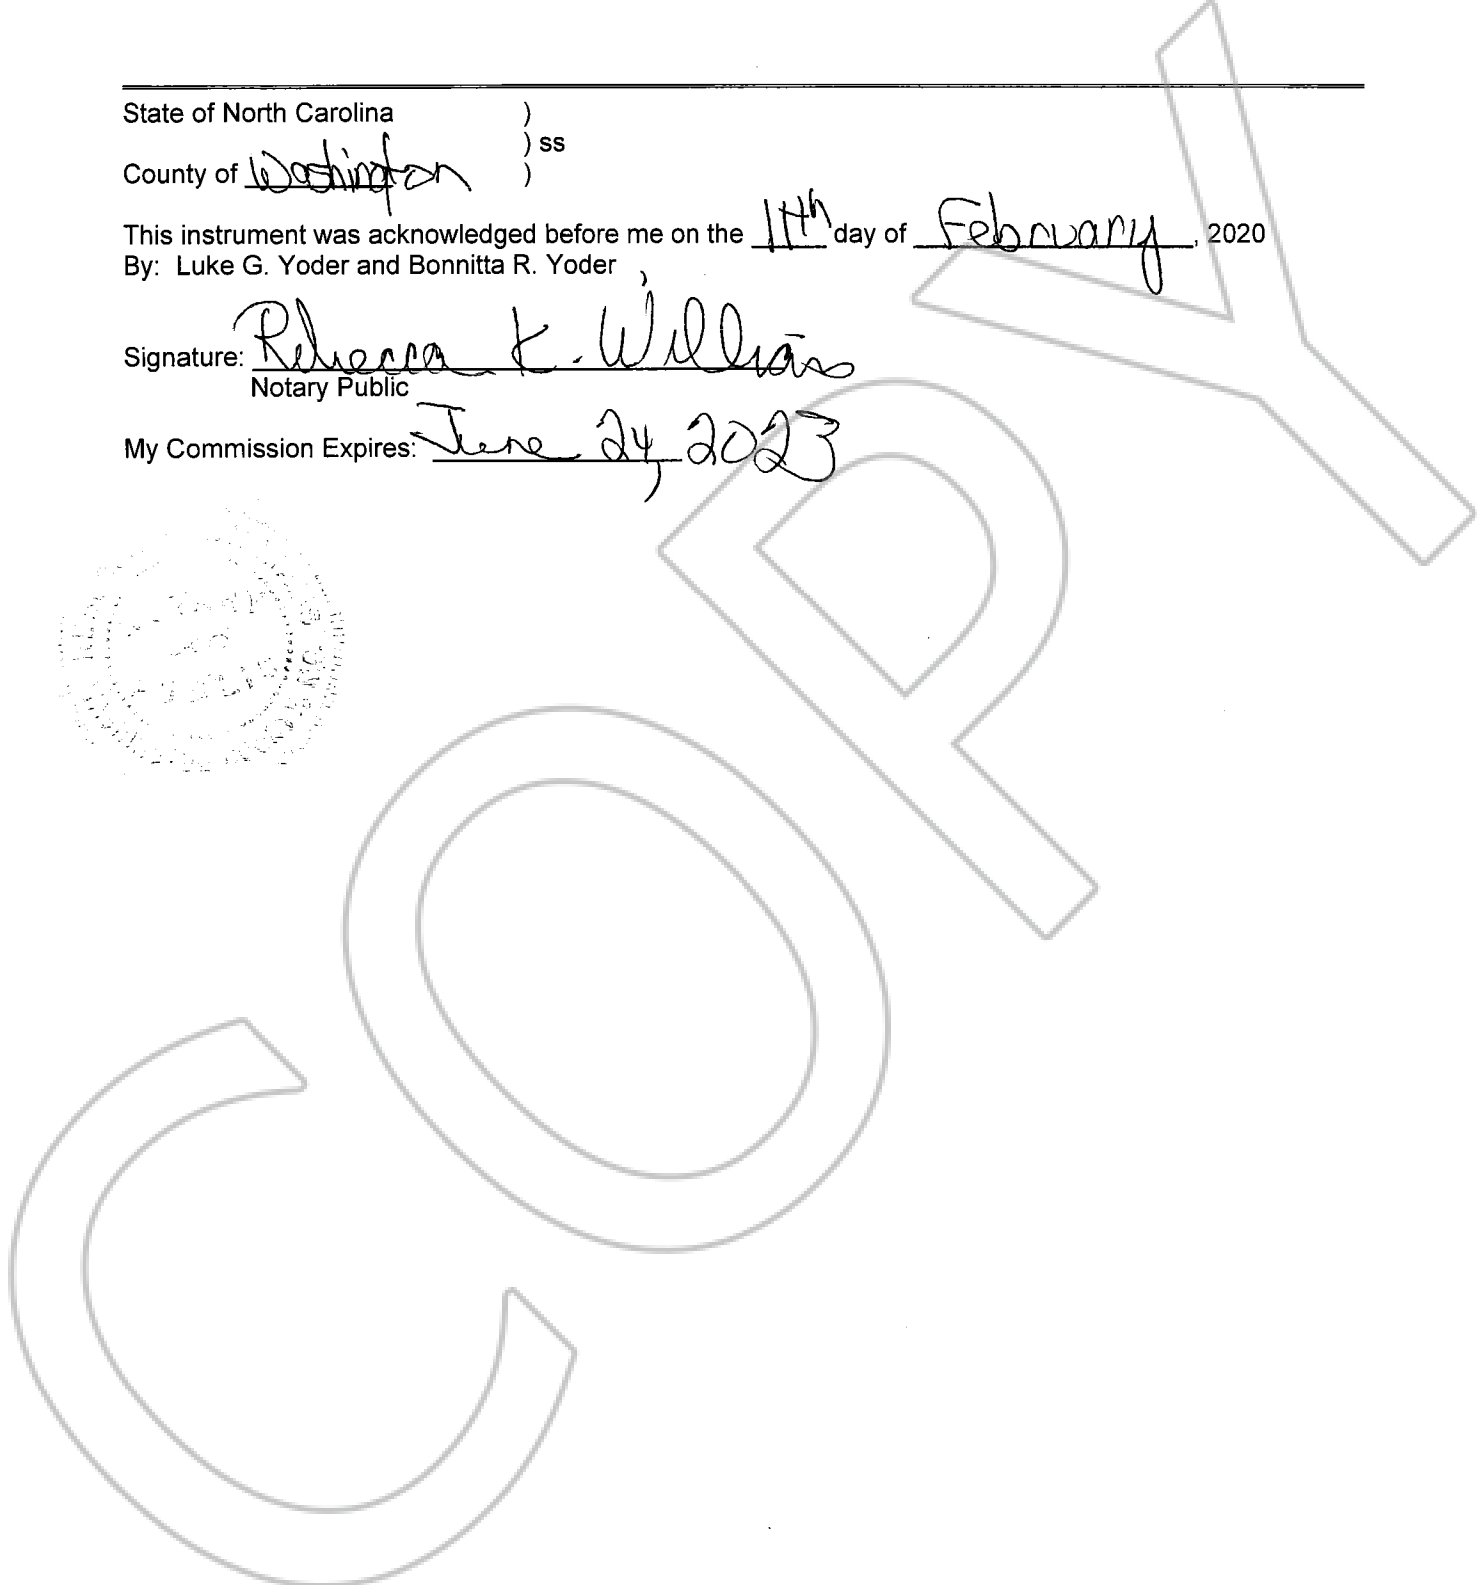 State of North Carolina )
) ss
County of Washington )
This instrument was acknowledged before me on the 11th day of February, 2020
By: Luke G. Yoder and Bonnitta R. Yoder
Signature: Rebecca K. Williams
Notary Public
My Commission Expires: June 24, 2023
COPY